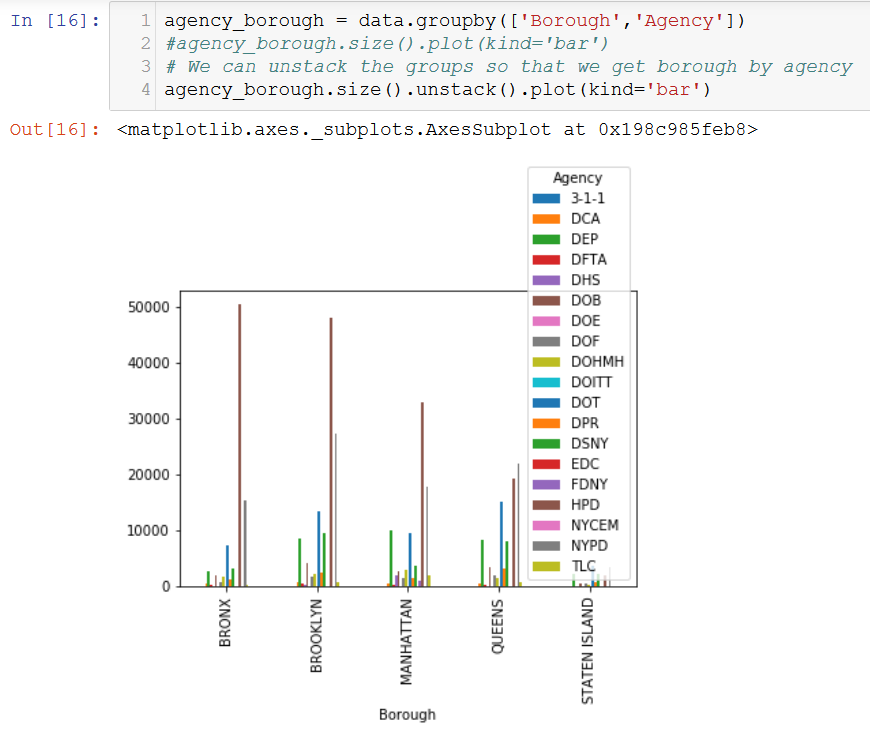 In [16]:
1 agency_borough = data.groupby(['Borough','Agency'])
2 #agency_borough.size().plot(kind='bar')
3 # We can unstack the groups so that we get borough by agency
4 agency_borough.size().unstack().plot(kind='bar')
Out[16]: <matplotlib.axes._subplots.AxesSubplot at 0x198c985feb8>
Agency
3-1-1
DCA
DEP
DFTA
DHS
DOB
DOE
DOF
DOHMH
DOITT
DOT
DPR
DSNY
EDC
FDNY
HPD
NYCEM
NYPD
TLC
50000
40000
30000
20000
10000
0
BRONX
BROOKLYN
MANHATTAN
QUEENS
STATEN ISLAND
Borough